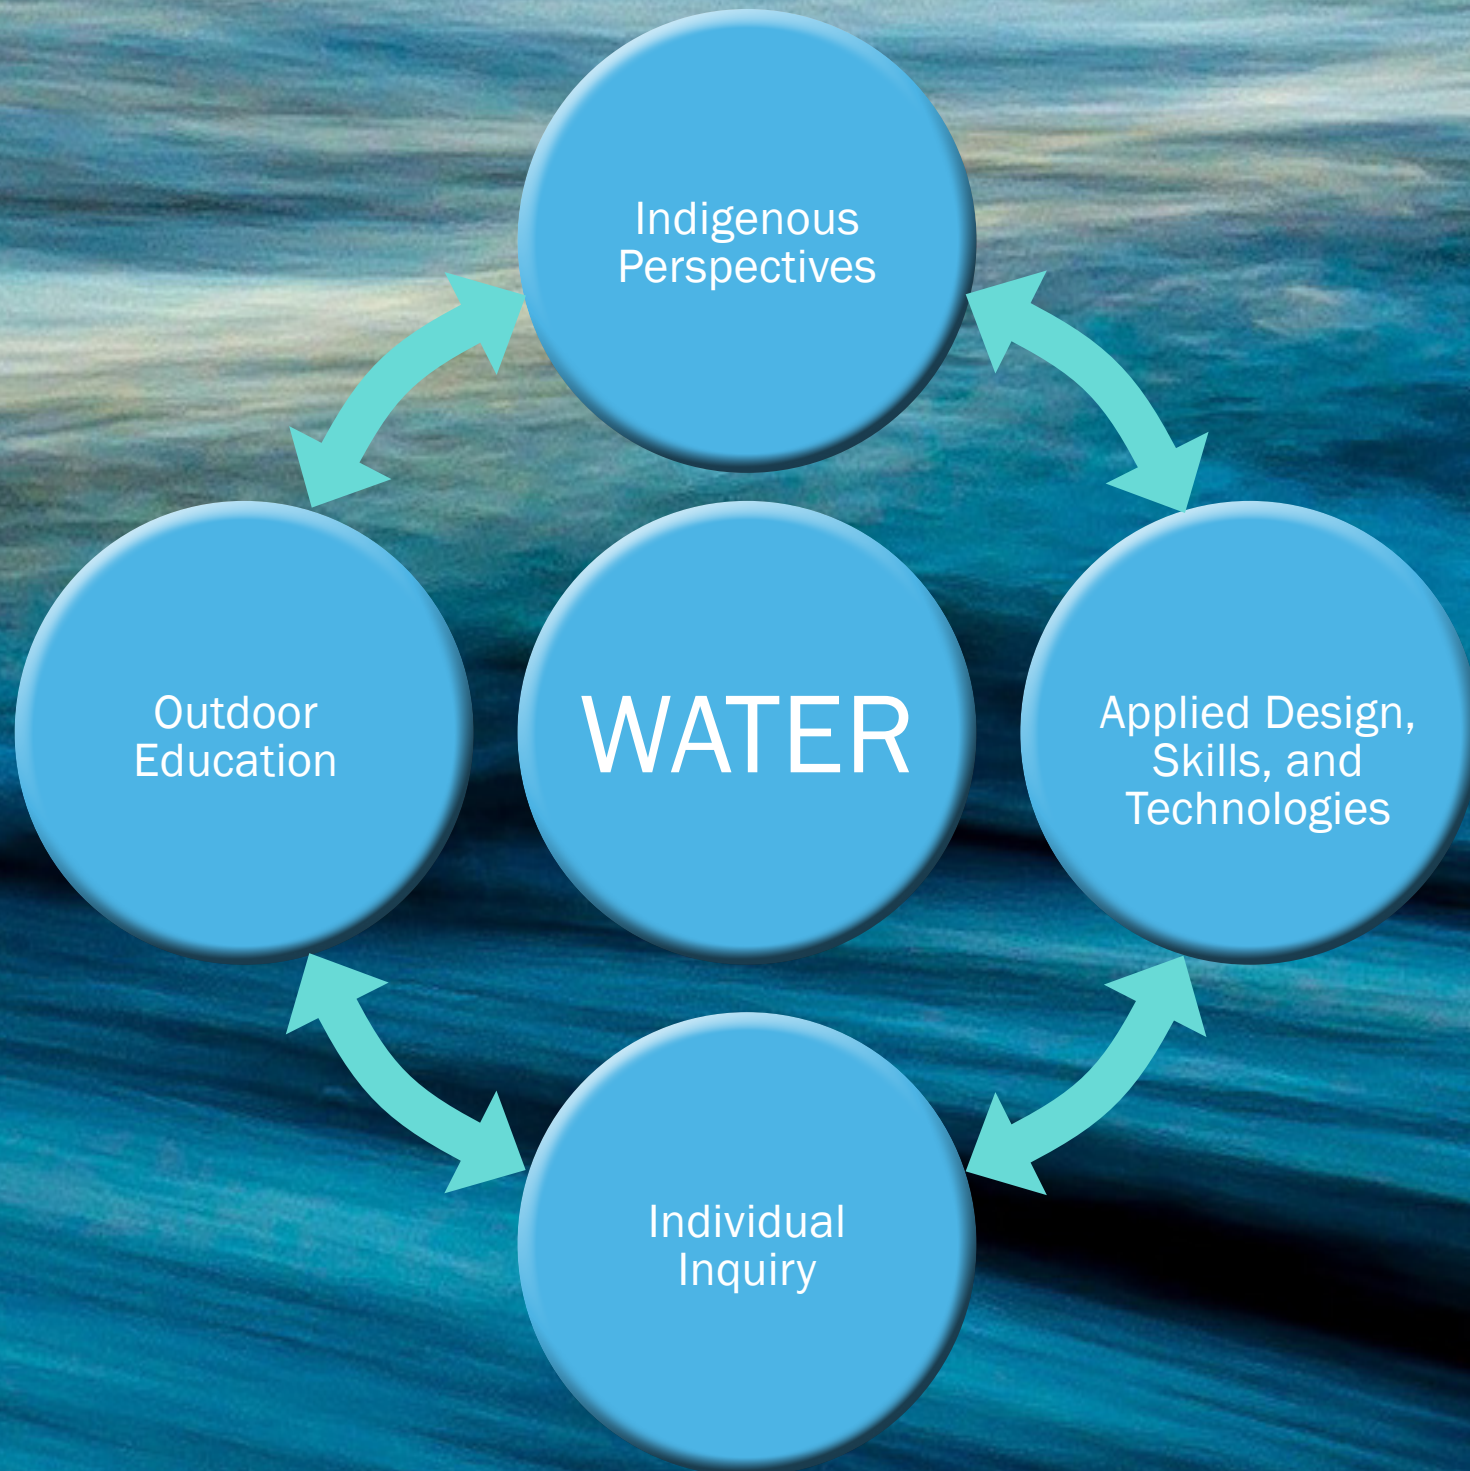 Indigenous
Perspectives
Outdoor
Education
WATER
Applied Design,
Skills, and
Technologies
Individual
Inquiry